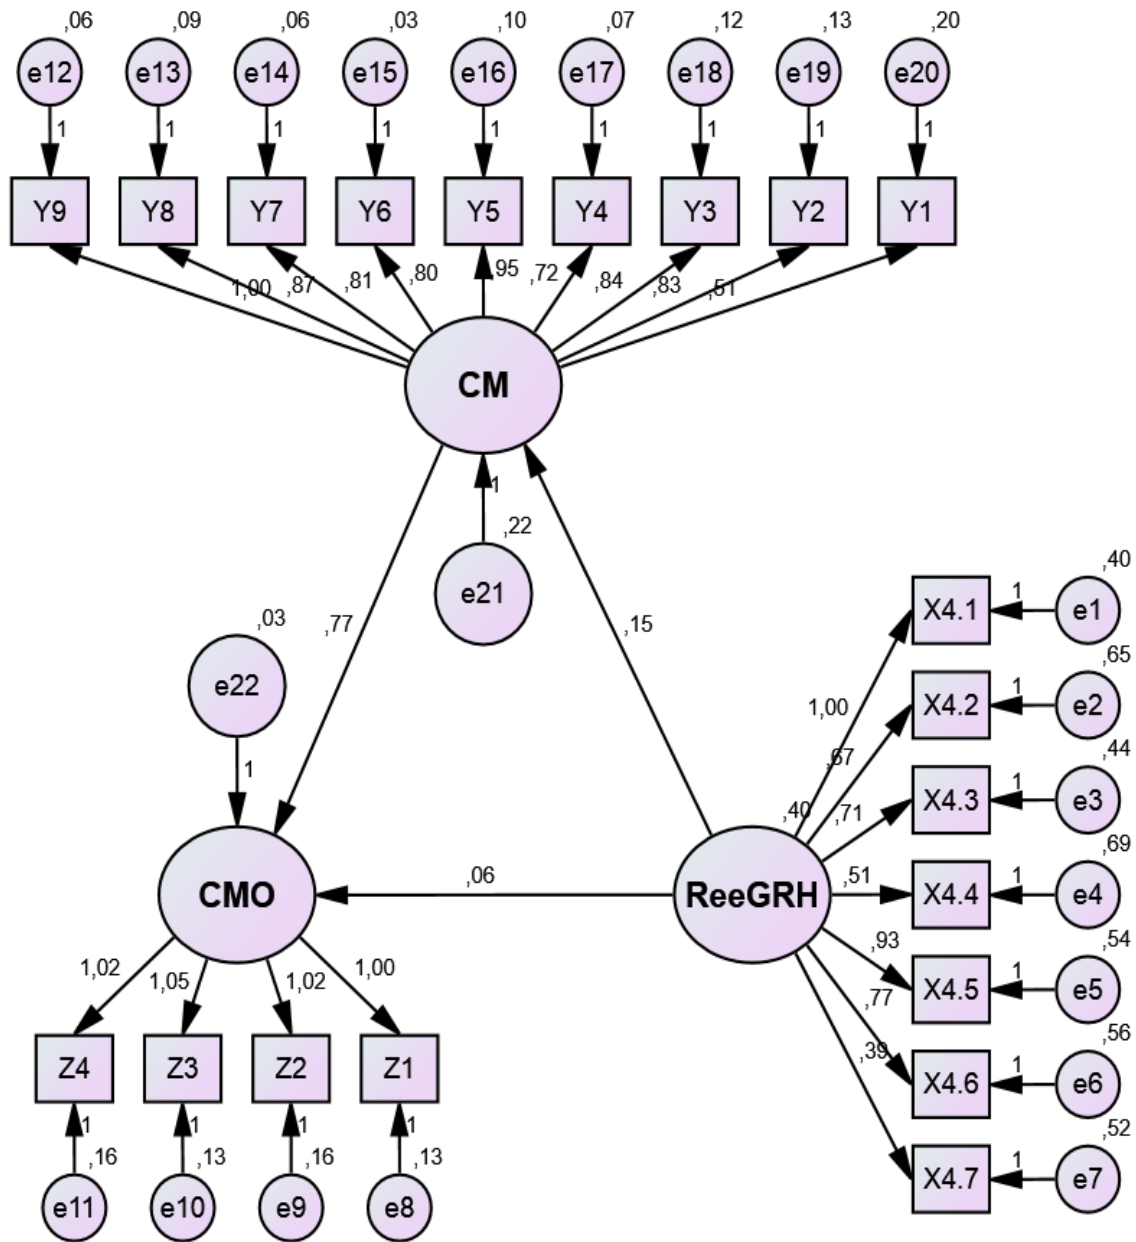 ,06 ,09 ,06 ,03 ,10 ,07 ,12 ,13 ,20
e12 e13 e14 e15 e16 e17 e18 e19 e20
1 1 1 1 1 1 1 1 1
Y9 Y8 Y7 Y6 Y5 Y4 Y3 Y2 Y1
1,00 ,87 ,81 ,80 ,95 ,72 ,84 ,83 ,51
CM
1
,22
e21
,40
X4.1 1 e1
,03
,77
,15
e22
,65
1,00
X4.2 1 e2
,67
,44
1
,40
,71
X4.3 1 e3
,69
CMO
,06
ReeGRH
,51
X4.4 1 e4
,93
,54
1,02 1,05 1,02 1,00
X4.5 1 e5
,77
,56
,39
Z4 Z3 Z2 Z1
X4.6 1 e6
1 1 1 1
,52
,16 ,13 ,16 ,13
X4.7 1 e7
e11 e10 e9 e8